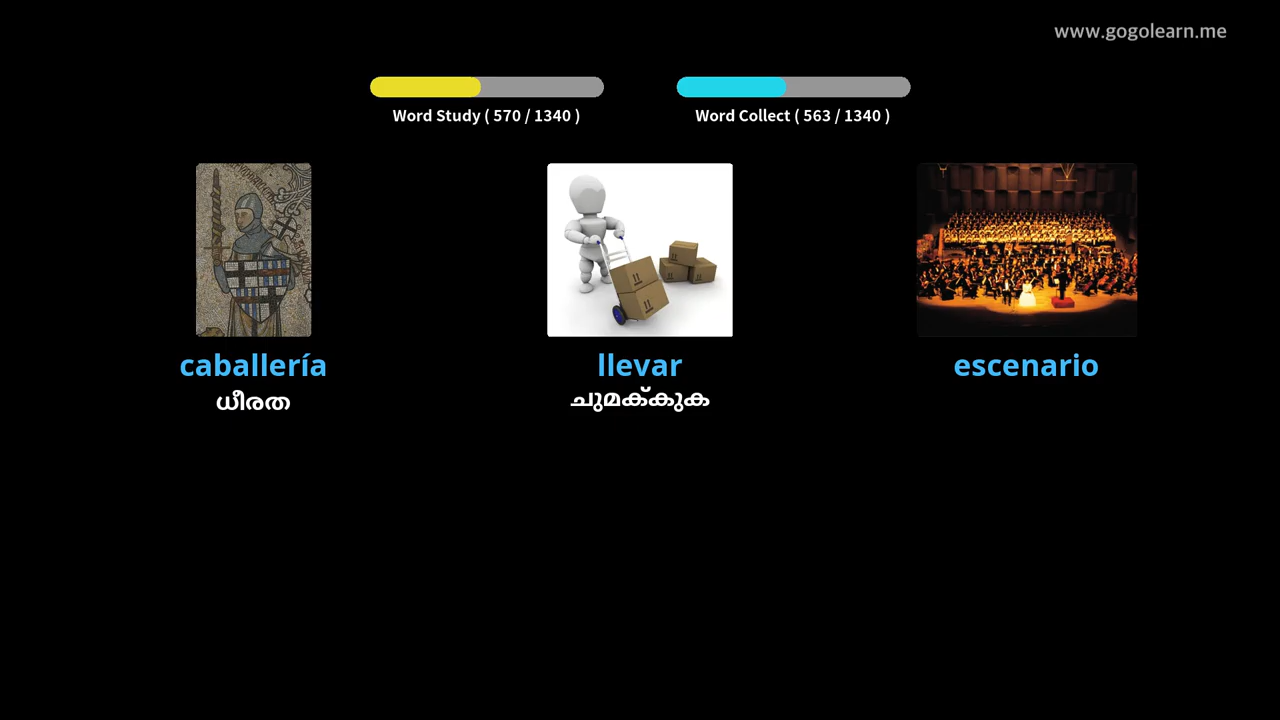 www.gogolearn.me
Word Study ( 570 / 1340 )
Word Collect ( 563 / 1340 )
caballería
llevar
escenario
ധീരത
ചുമക്കുക